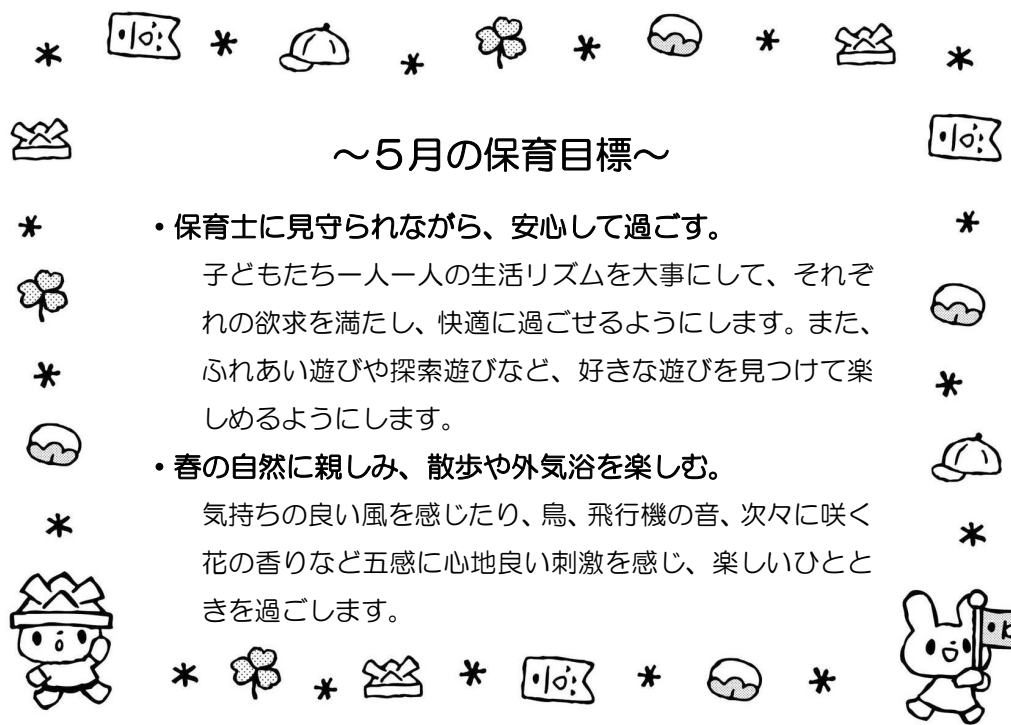 ～５月の保育目標～
・保育士に見守られながら、安心して過ごす。
子どもたち一人一人の生活リズムを大事にして、それぞ
れの欲求を満たし、快適に過ごせるようにします。また、
ふれあい遊びや探索遊びなど、好きな遊びを見つけて楽
しめるようにします。
・春の自然に親しみ、散歩や外気浴を楽しむ。
気持ちの良い風を感じたり、鳥、飛行機の音、次々に咲く
花の香りなど五感に心地良い刺激を感じ、楽しいひとと
きを過ごします。